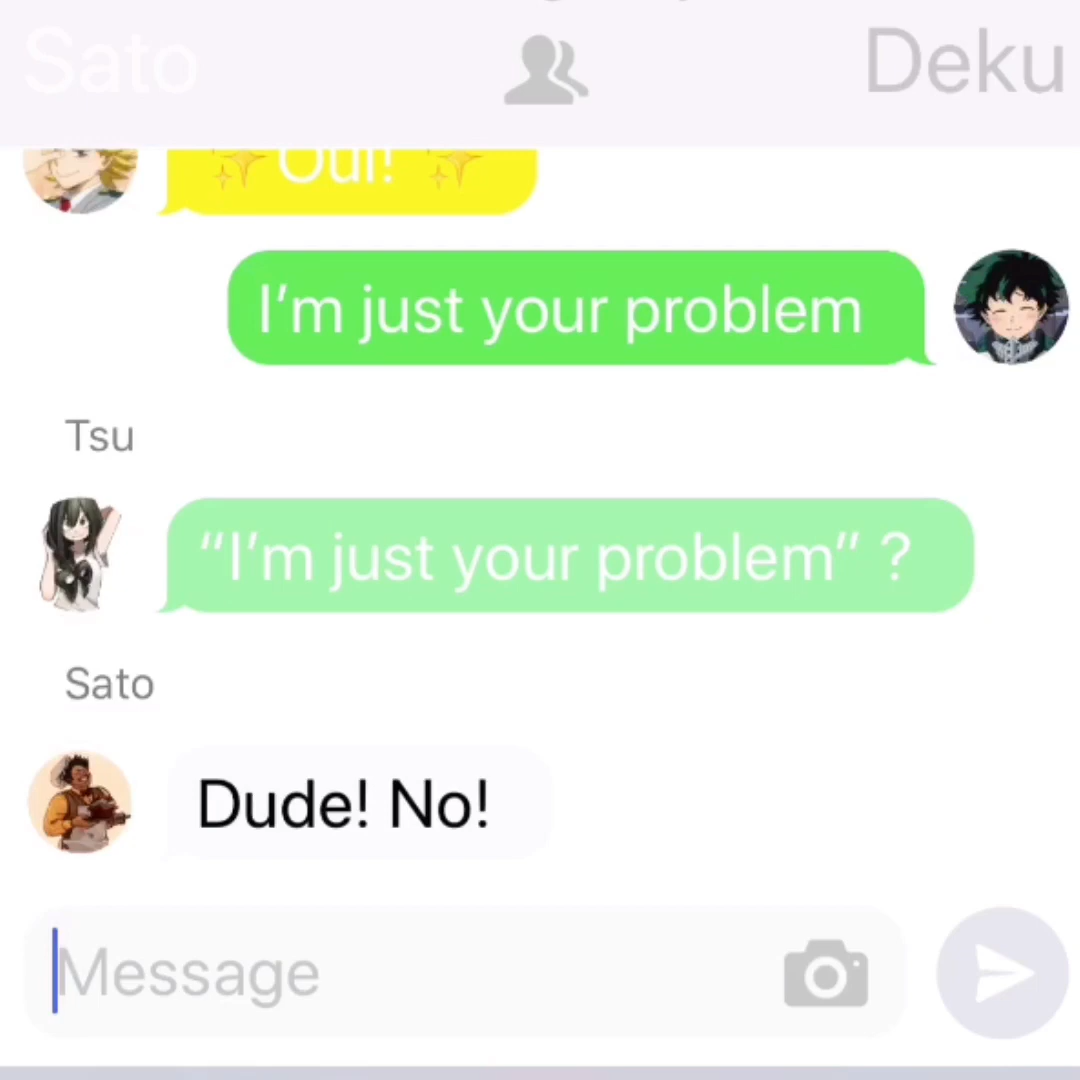 Sato
Deku
✨ Oui! ✨
I’m just your problem
Tsu
“I’m just your problem” ?
Sato
Dude! No!
Message